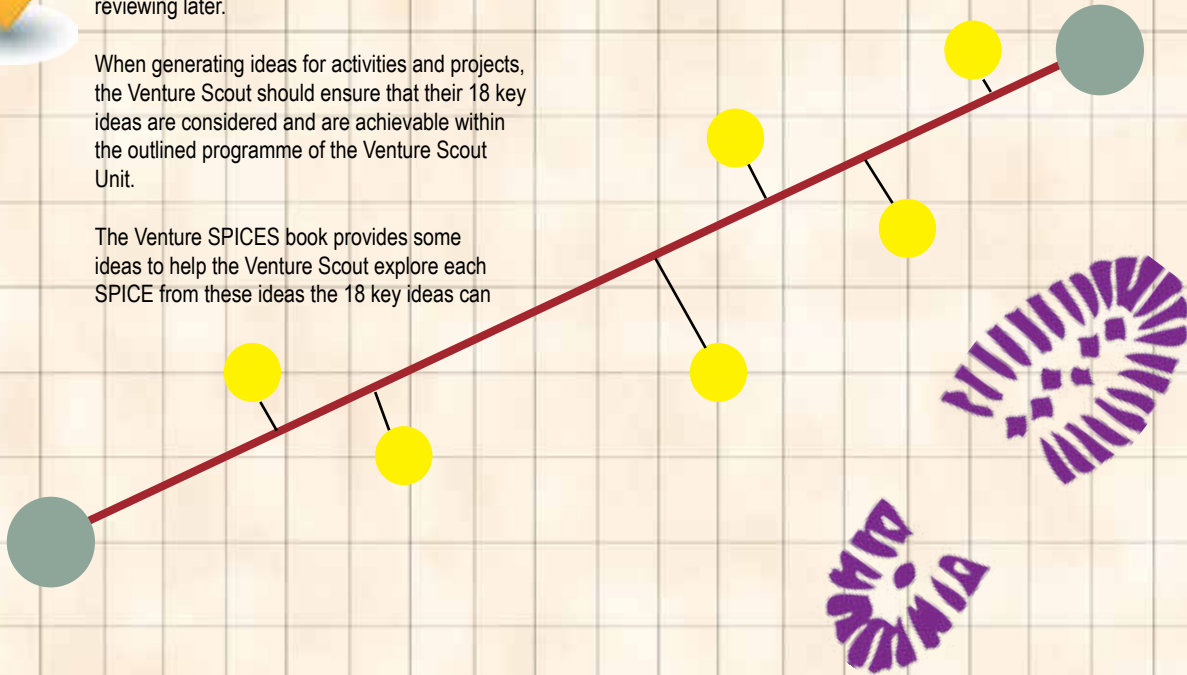 reviewing later.
When generating ideas for activities and projects,
the Venture Scout should ensure that their 18 key
ideas are considered and are achievable within
the outlined programme of the Venture Scout
Unit.
The Venture SPICES book provides some
ideas to help the Venture Scout explore each
SPICE from these ideas the 18 key ideas can